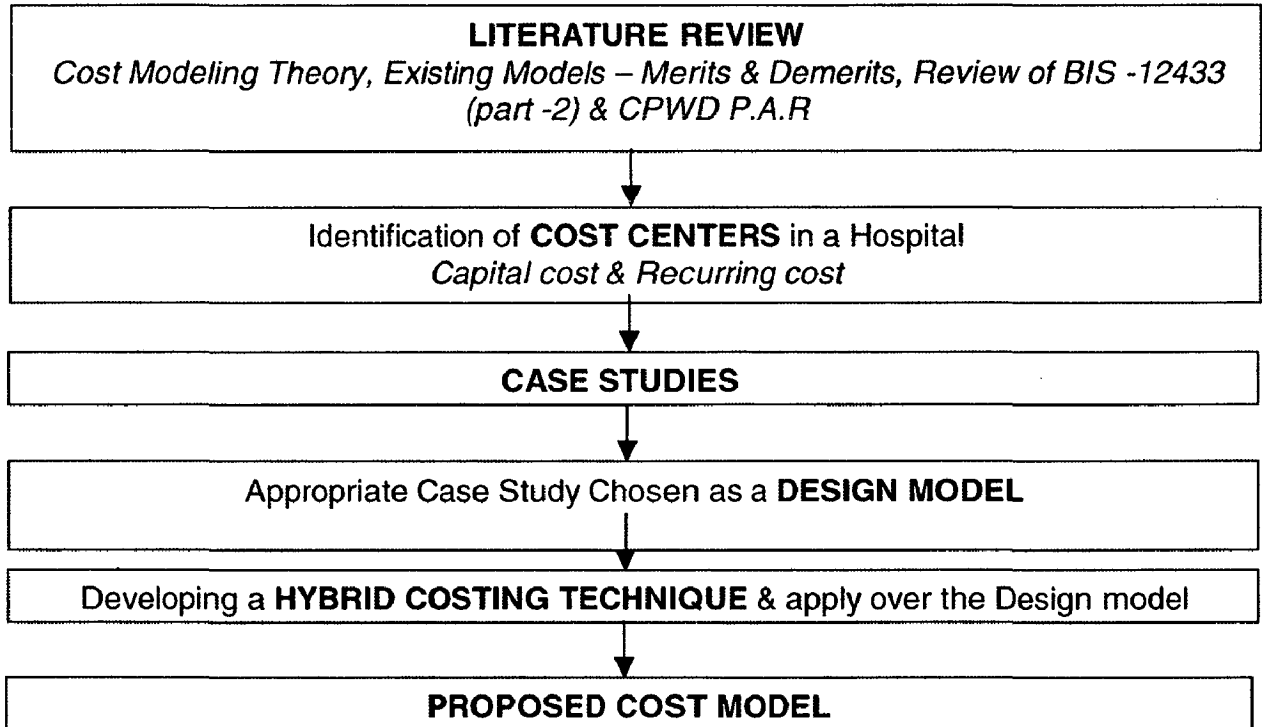 LITERATURE REVIEW
Cost Modeling Theory, Existing Models – Merits & Demerits, Review of BIS -12433
(part -2) & CPWD P.A.R
Identification of COST CENTERS in a Hospital
Capital cost & Recurring cost
CASE STUDIES
Appropriate Case Study Chosen as a DESIGN MODEL
Developing a HYBRID COSTING TECHNIQUE & apply over the Design model
PROPOSED COST MODEL